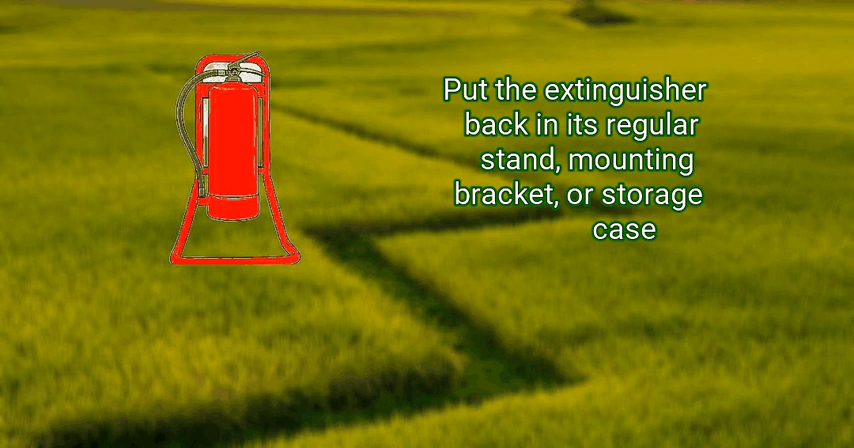 Put the extinguisher
back in its regular
stand, mounting
bracket, or storage
case